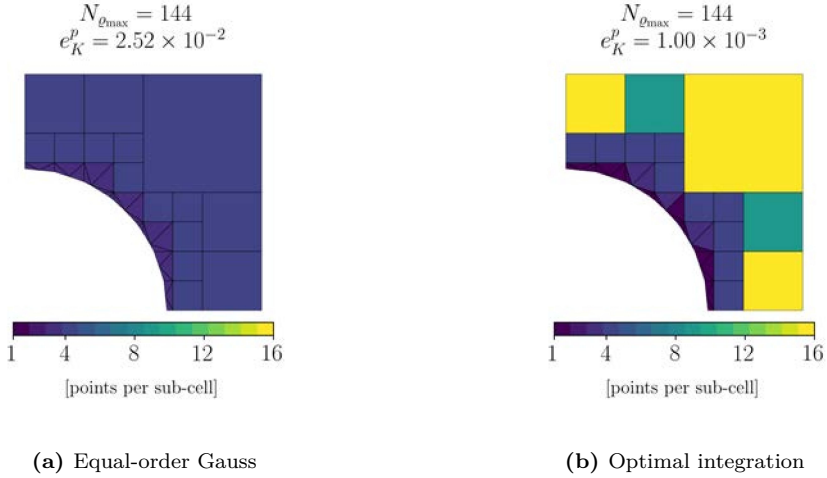 N_{ϱmax} = 144
e^p_K = 2.52 × 10^{-2}
1 4 8 12 16
[points per sub-cell]
(a) Equal-order Gauss
N_{ϱmax} = 144
e^p_K = 1.00 × 10^{-3}
1 4 8 12 16
[points per sub-cell]
(b) Optimal integration